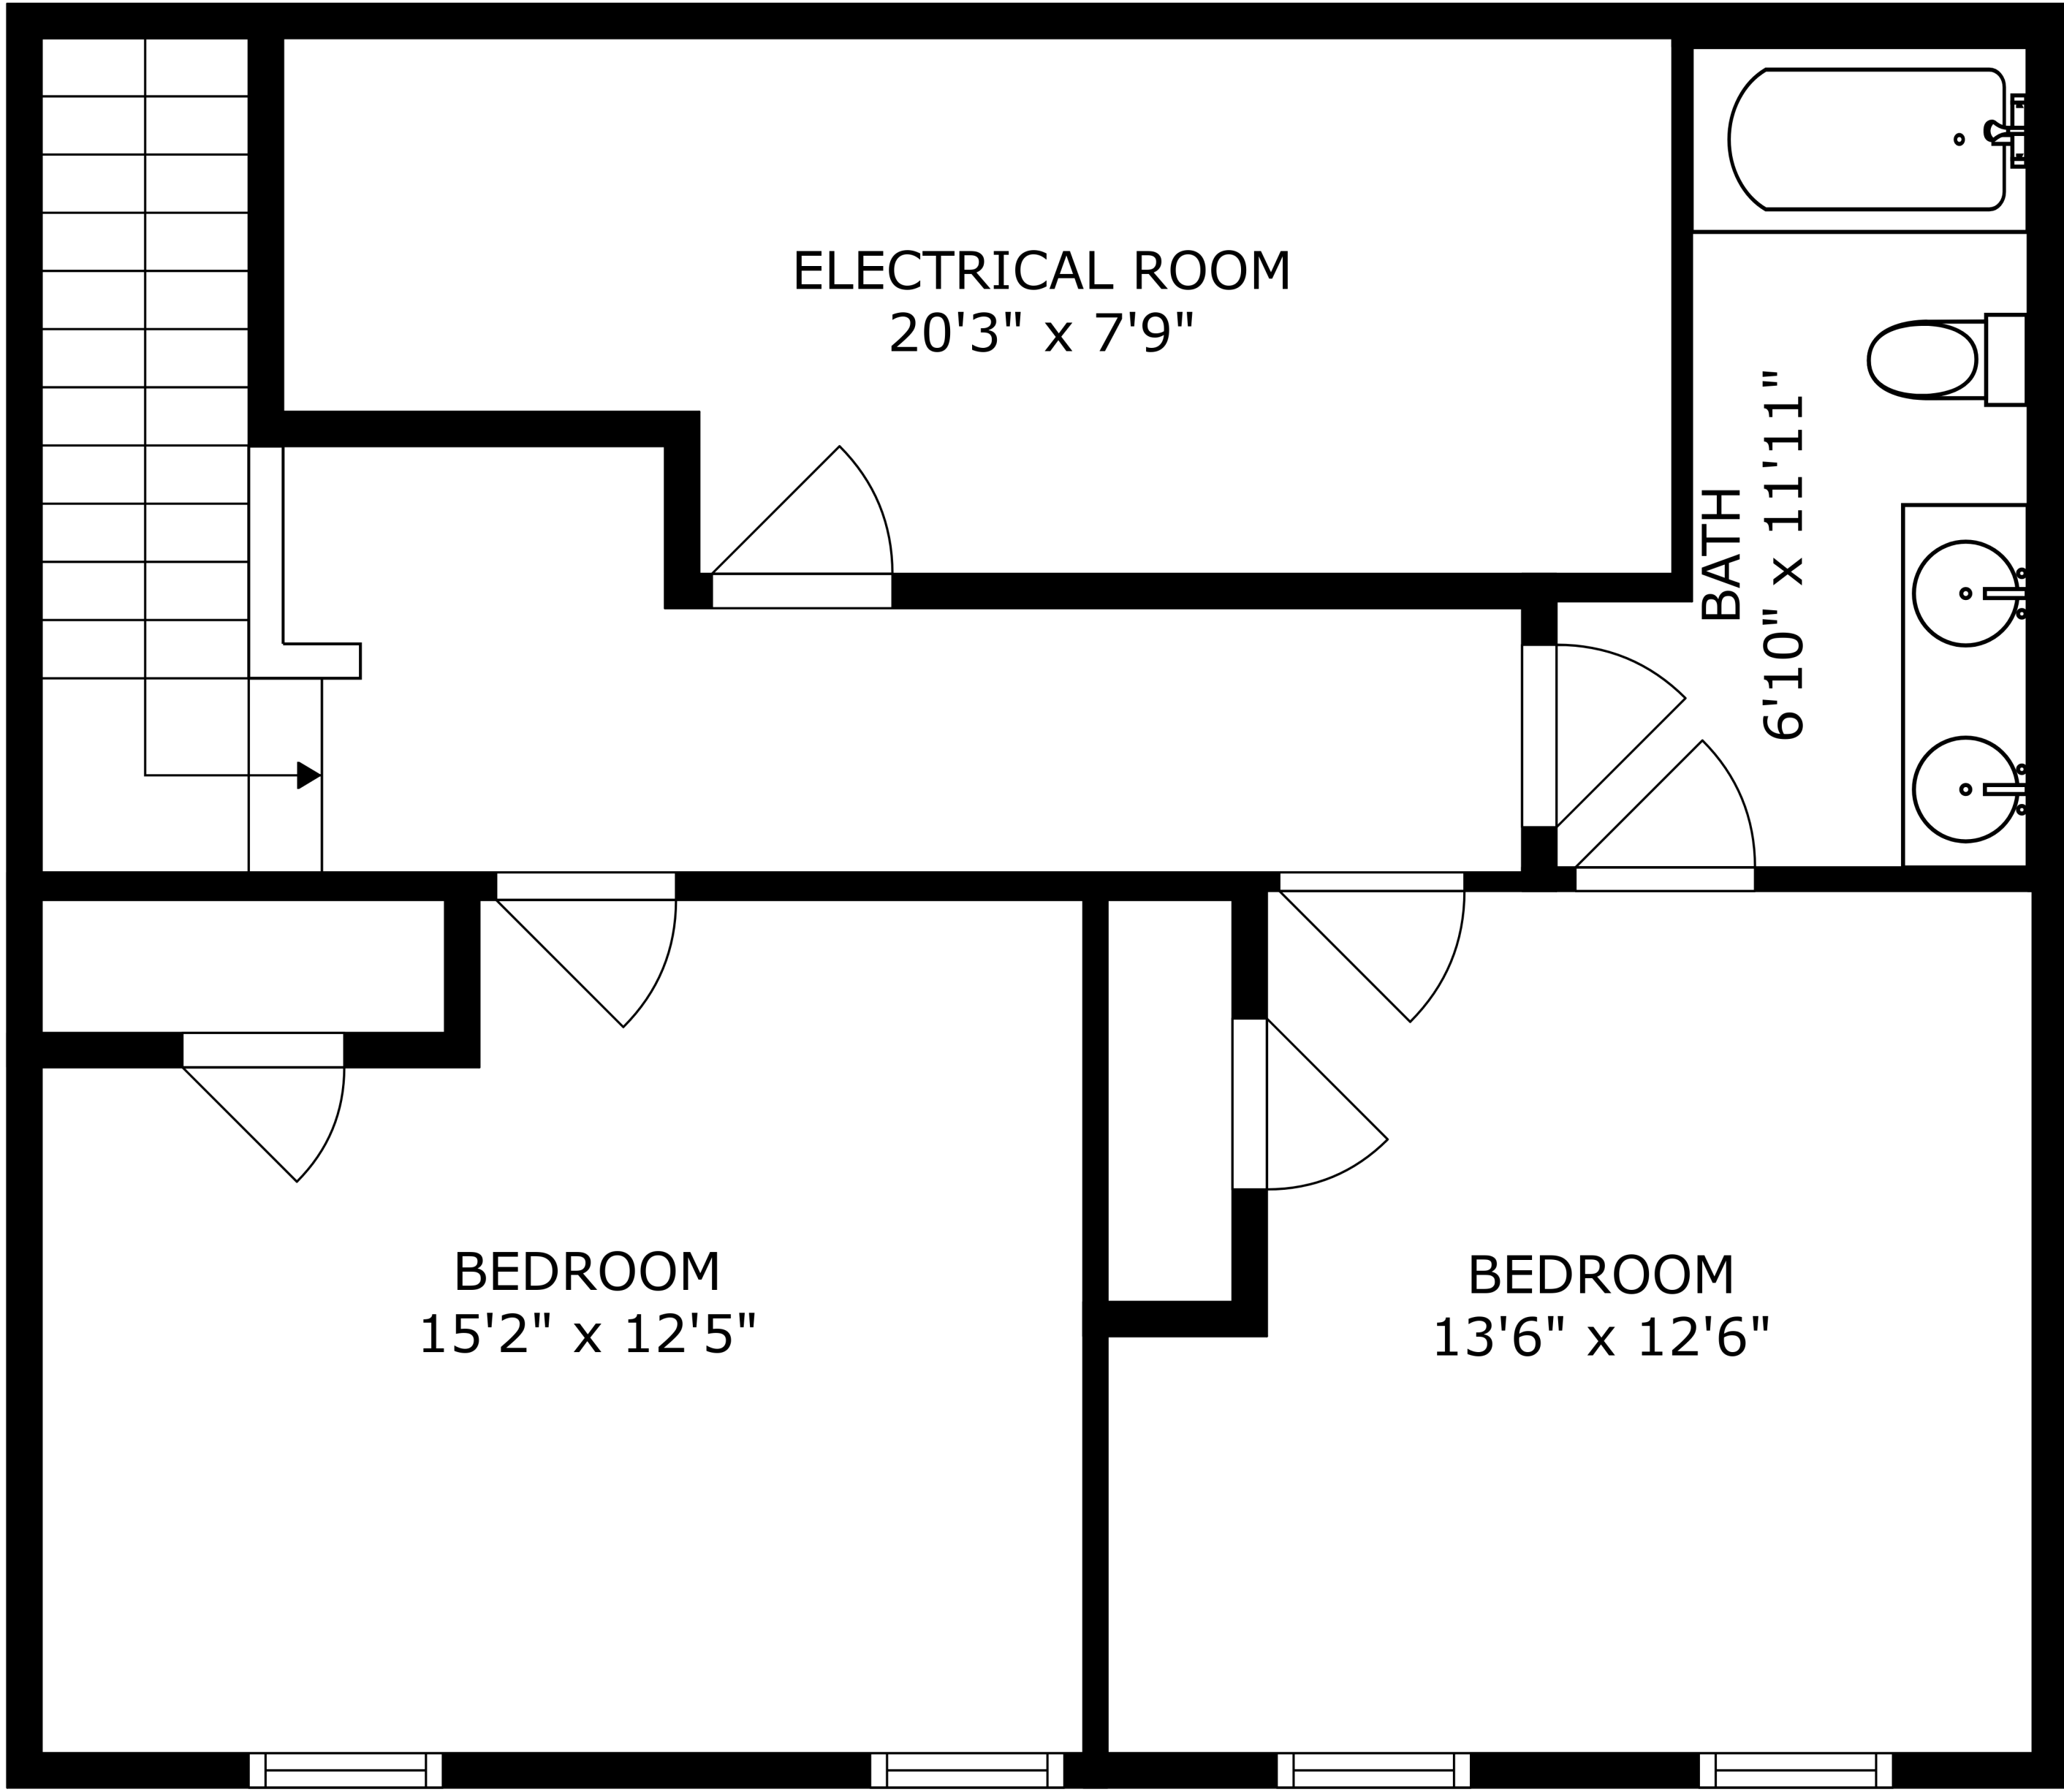 ELECTRICAL ROOM
20'3" x 7'9"
BATH
6'10" x 11'11"
BEDROOM
15'2" x 12'5"
BEDROOM
13'6" x 12'6"